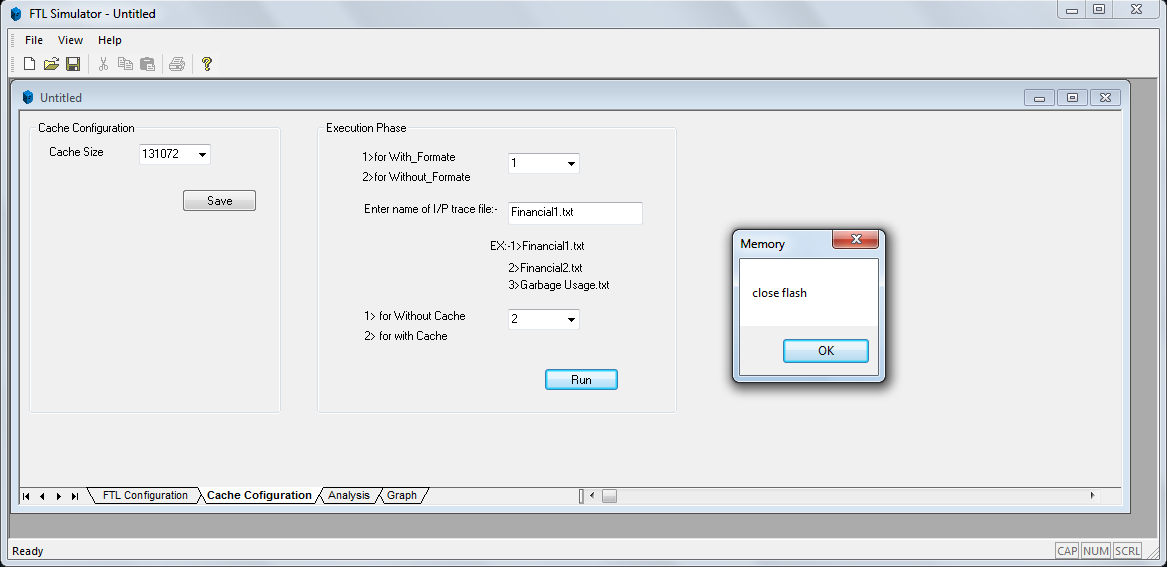 FTL Simulator - Untitled
File View Help
Untitled
Cache Configuration
Cache Size 131072
Save
Execution Phase
1>for With_Formate 1
2>for Without_Formate
Enter name of I/P trace file:- Financial1.txt
EX:-1>Financial1.txt
2>Financial2.txt
3>Garbage Usage.txt
1> for Without Cache 2
2> for with Cache
Run
Memory
close flash
OK
FTL Configuration Cache Cofiguration Analysis Graph
Ready CAP NUM SCRL